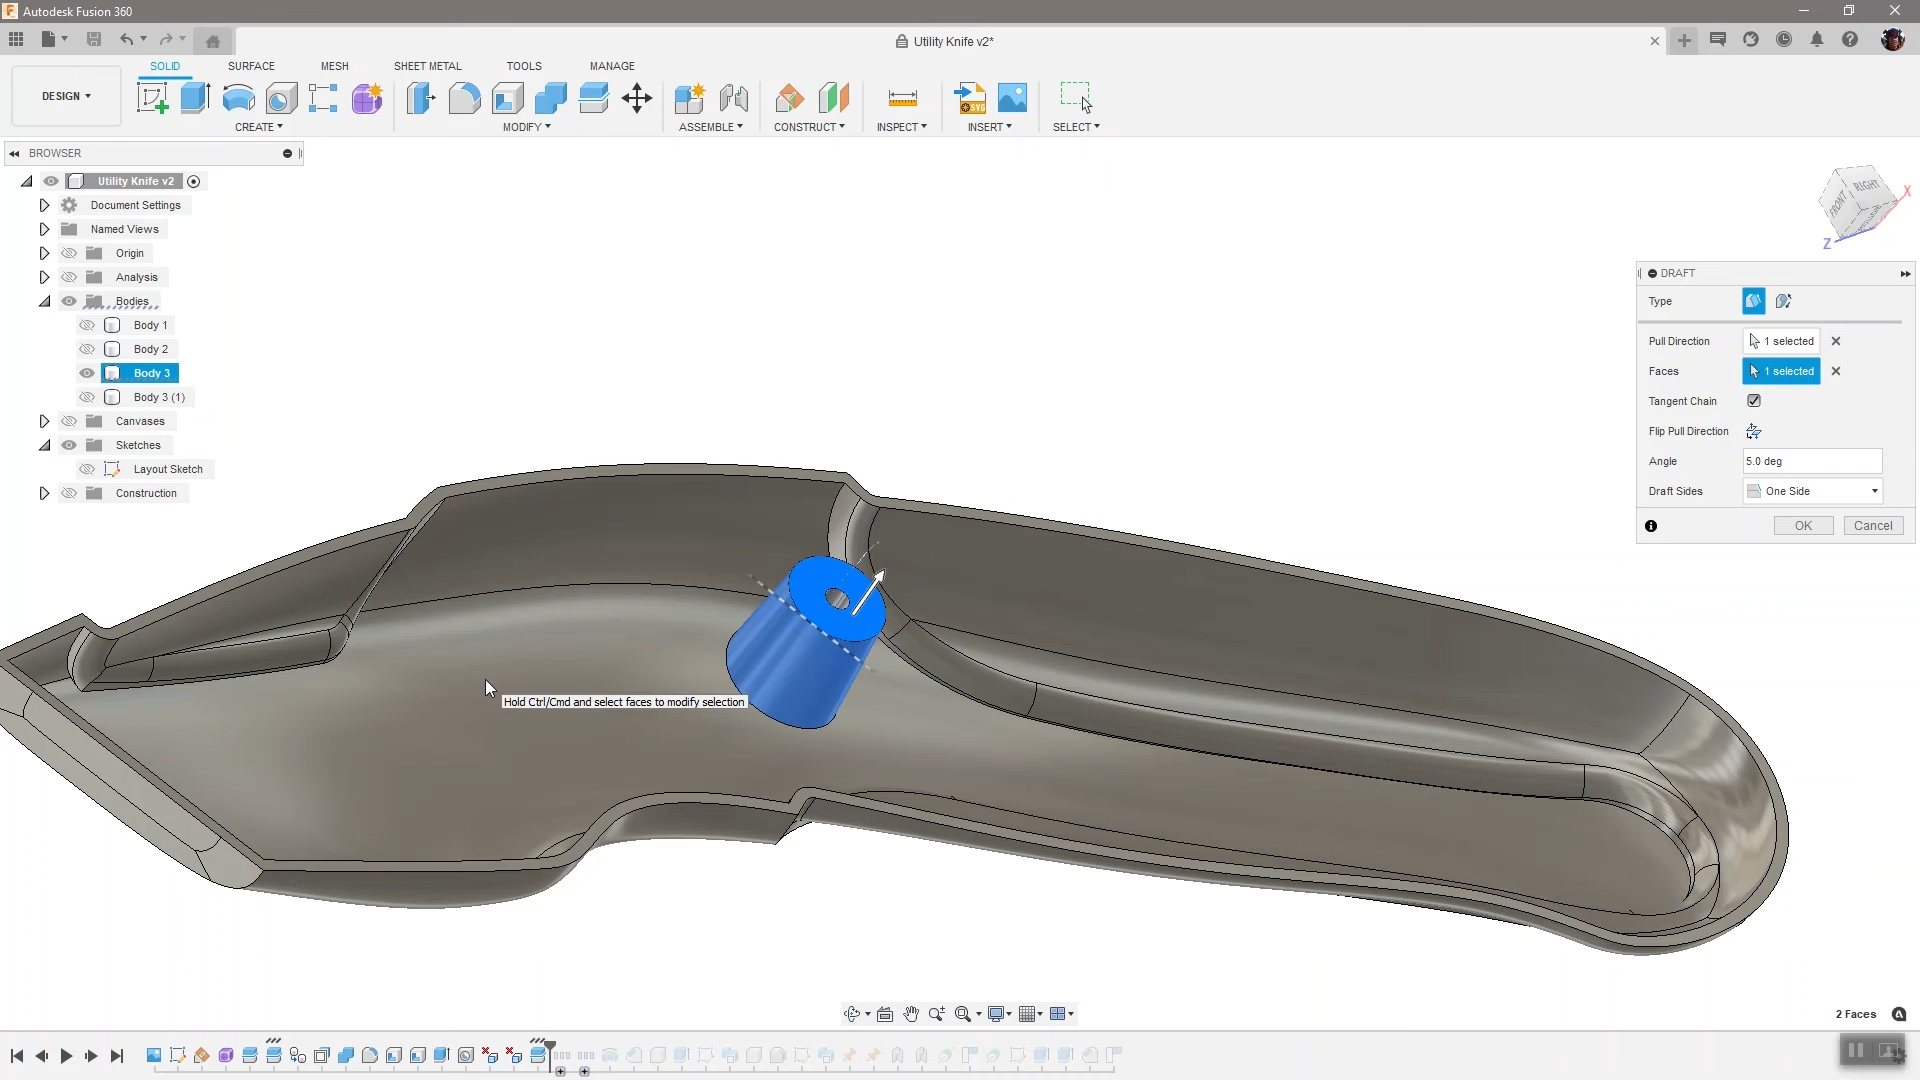 Autodesk Fusion 360
Utility Knife v2*
SOLID SURFACE MESH SHEET METAL TOOLS MANAGE
DESIGN
CREATE MODIFY ASSEMBLE CONSTRUCT INSPECT INSERT SELECT
SVG
BROWSER
Utility Knife v2
Document Settings
Named Views
Origin
Analysis
Bodies
Body 1
Body 2
Body 3
Body 3 (1)
Canvases
Sketches
Layout Sketch
Construction
FRONT
RIGHT
X
Z
DRAFT
Type
Pull Direction 1 selected
Faces 1 selected
Tangent Chain
Flip Pull Direction
Angle 5.0 deg
Draft Sides One Side
OK Cancel
Hold Ctrl/Cmd and select faces to modify selection
2 Faces